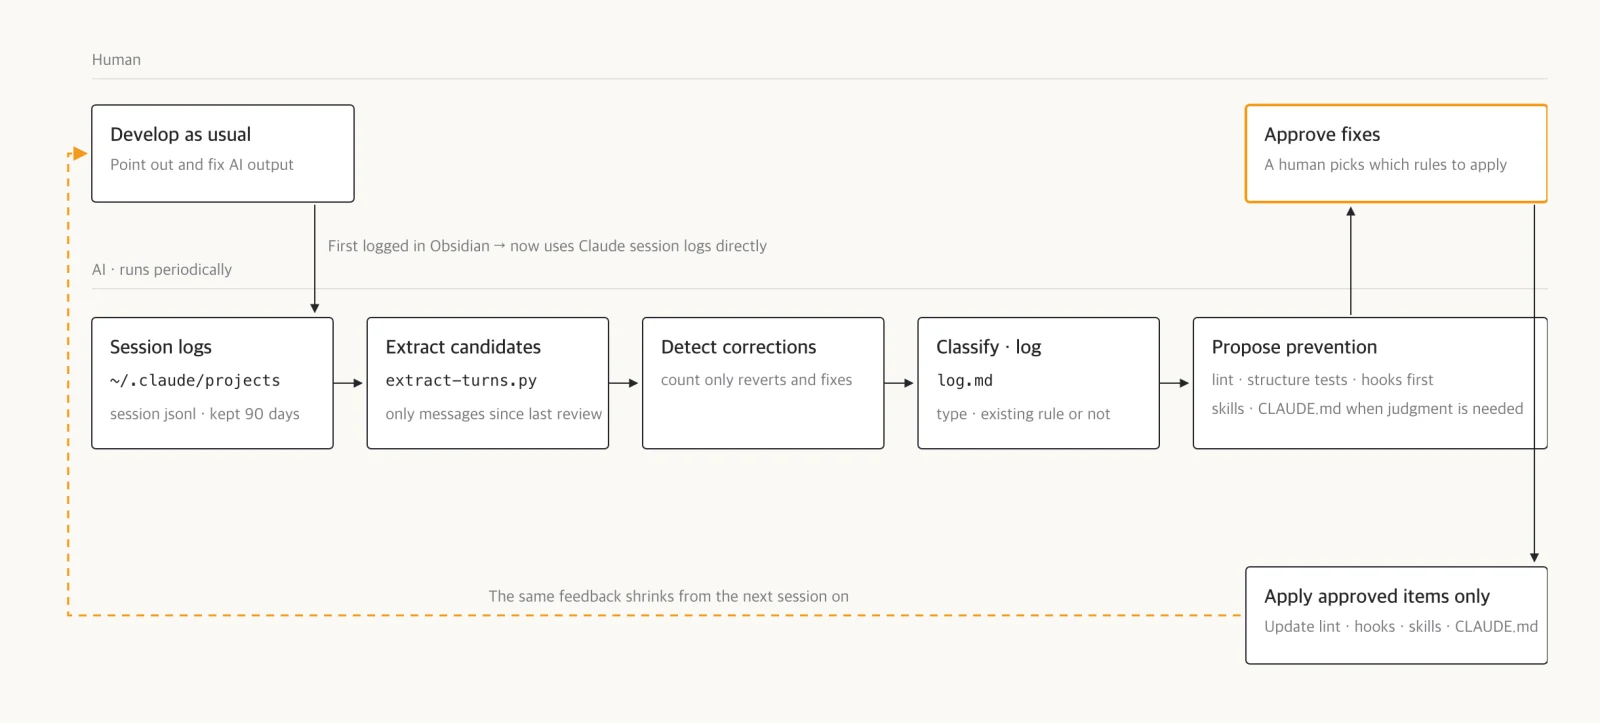 Human
Develop as usual
Point out and fix AI output
Approve fixes
A human picks which rules to apply
First logged in Obsidian → now uses Claude session logs directly
AI · runs periodically
Session logs
~/.claude/projects
session jsonl · kept 90 days
Extract candidates
extract-turns.py
only messages since last review
Detect corrections
count only reverts and fixes
Classify · log
log.md
type · existing rule or not
Propose prevention
lint · structure tests · hooks first
skills · CLAUDE.md when judgment is needed
The same feedback shrinks from the next session on
Apply approved items only
Update lint · hooks · skills · CLAUDE.md